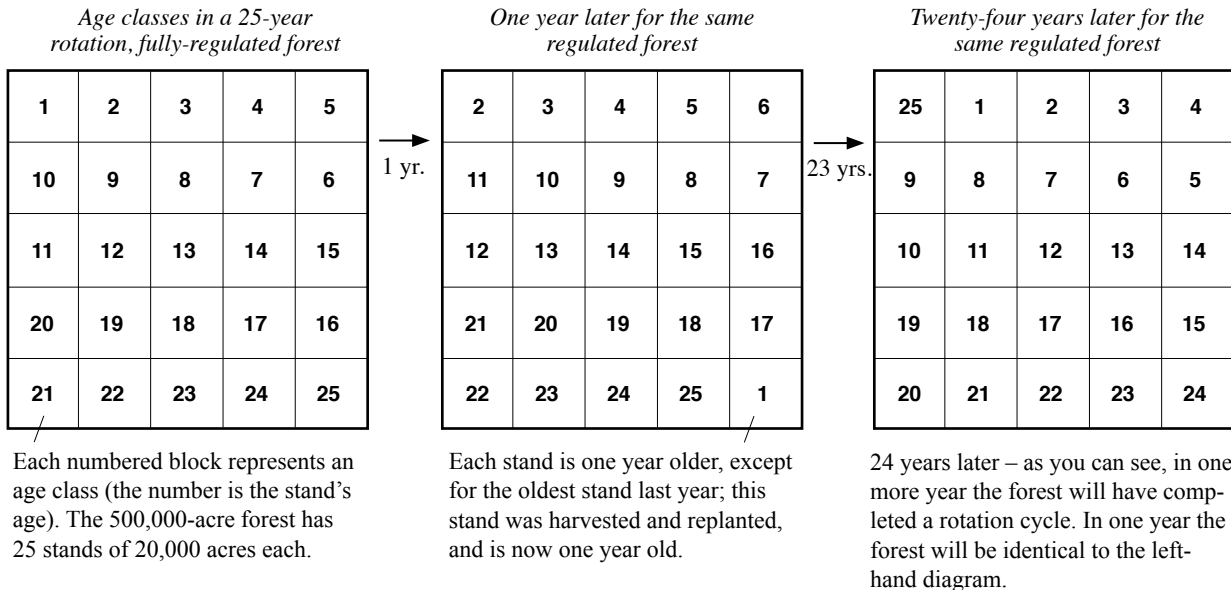 Age classes in a 25-year
rotation, fully-regulated forest
1 2 3 4 5
10 9 8 7 6
11 12 13 14 15
20 19 18 17 16
21 22 23 24 25
Each numbered block represents an
age class (the number is the stand’s
age). The 500,000-acre forest has
25 stands of 20,000 acres each.
1 yr.
One year later for the same
regulated forest
2 3 4 5 6
11 10 9 8 7
12 13 14 15 16
21 20 19 18 17
22 23 24 25 1
Each stand is one year older, except
for the oldest stand last year; this
stand was harvested and replanted,
and is now one year old.
23 yrs.
Twenty-four years later for the
same regulated forest
25 1 2 3 4
9 8 7 6 5
10 11 12 13 14
19 18 17 16 15
20 21 22 23 24
24 years later – as you can see, in one
more year the forest will have comp-
leted a rotation cycle. In one year the
forest will be identical to the left-
hand diagram.